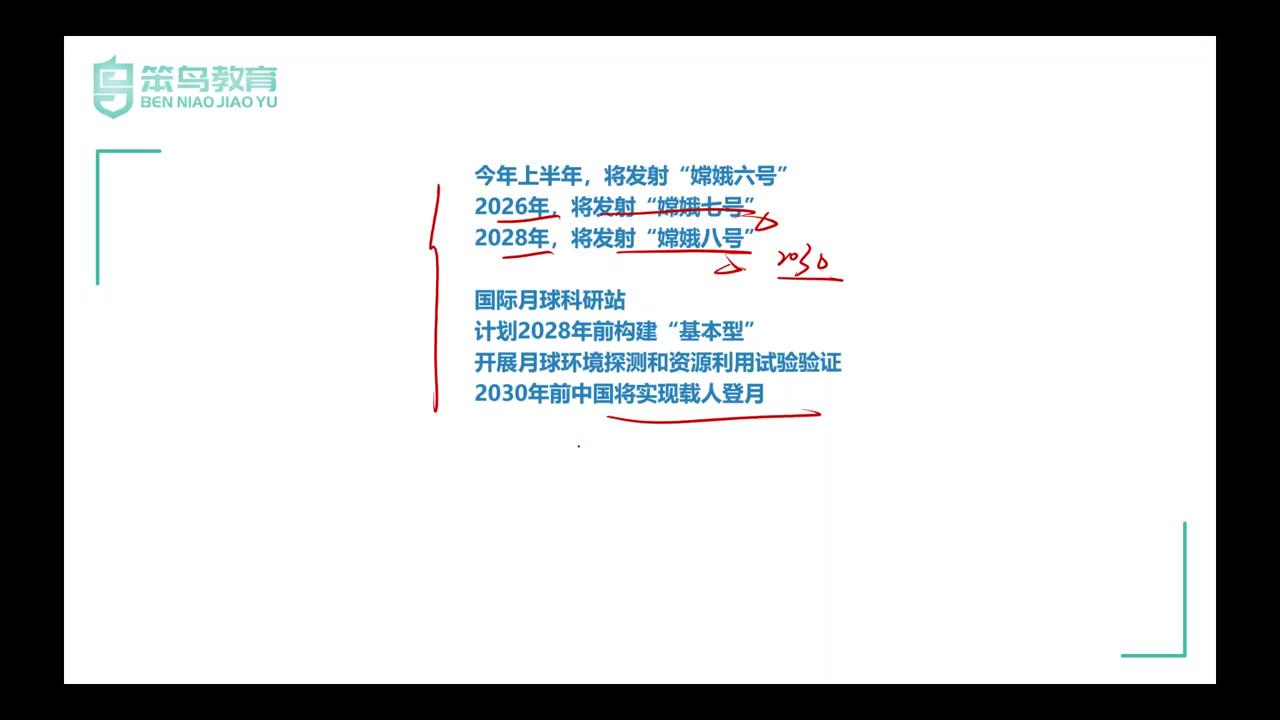 笨鸟教育
BEN NIAO JIAO YU
今年上半年，将发射“嫦娥六号”
2026年，将发射“嫦娥七号”
2028年，将发射“嫦娥八号”
2030
国际月球科研站
计划2028年前构建“基本型”
开展月球环境探测和资源利用试验验证
2030年前中国将实现载人登月